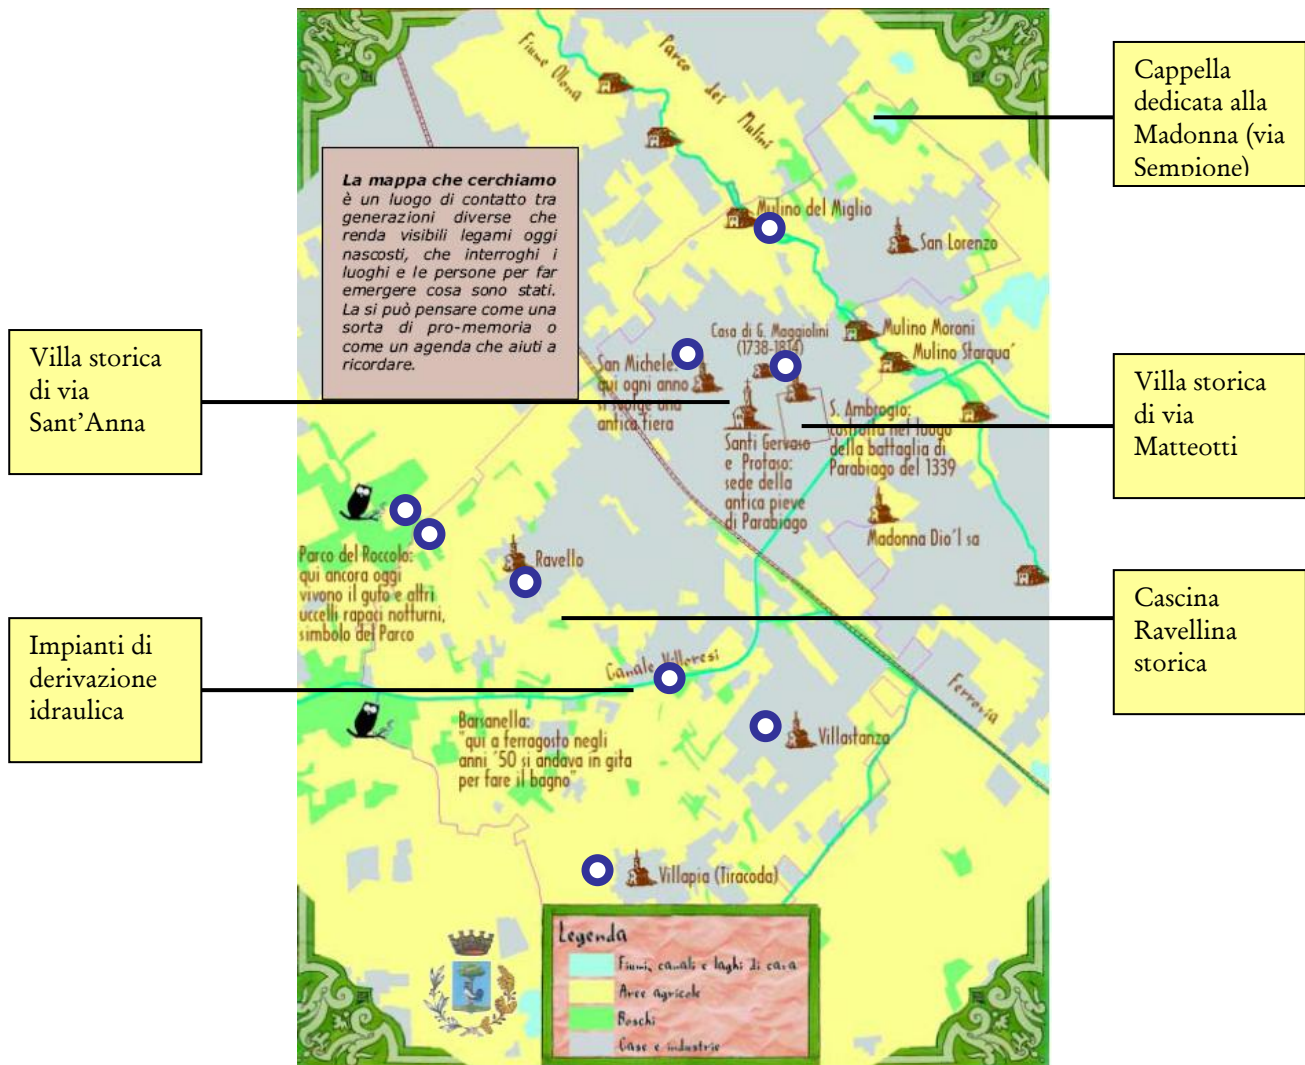 Cappella
dedicata alla
Madonna (via
Sempione)
Fiume Olona
Parco dei Mulini
La mappa che cerchiamo
è un luogo di contatto tra
generazioni diverse che
renda visibili legami oggi
nascosti, che interroghi i
luoghi e le persone per far
emergere cosa sono stati.
La si può pensare come una
sorta di pro-memoria o
come un agenda che aiuti a
ricordare.
Mulino del Miglio
San Lorenzo
Mulino Moroni
Mulino Starqua'
Casa di G. Maggiolini
(1738-1814)
San Michele:
qui ogni anno
si svolge una
antica fiera
Villa storica
di via
Sant'Anna
Villa storica
di via
Matteotti
S. Ambrogio:
costruita nel luogo
della battaglia di
Parabiago del 1339
Santi Gervaso
e Protaso:
sede della
antica pieve
di Parabiago
Madonna Dio'l sa
Parco del Roccolo:
qui ancora oggi
vivono il gufo e altri
uccelli rapaci notturni,
simbolo del Parco
Ravello
Cascina
Ravellina
storica
Impianti di
derivazione
idraulica
Canale Villoresi
Ferrovia
Barsanella:
"qui a ferragosto negli
anni '50 si andava in gita
per fare il bagno"
Villastanza
Villapia (Tiracoda)
Legenda
Fiumi, canali e laghi di cava
Aree agricole
Boschi
Case e industrie